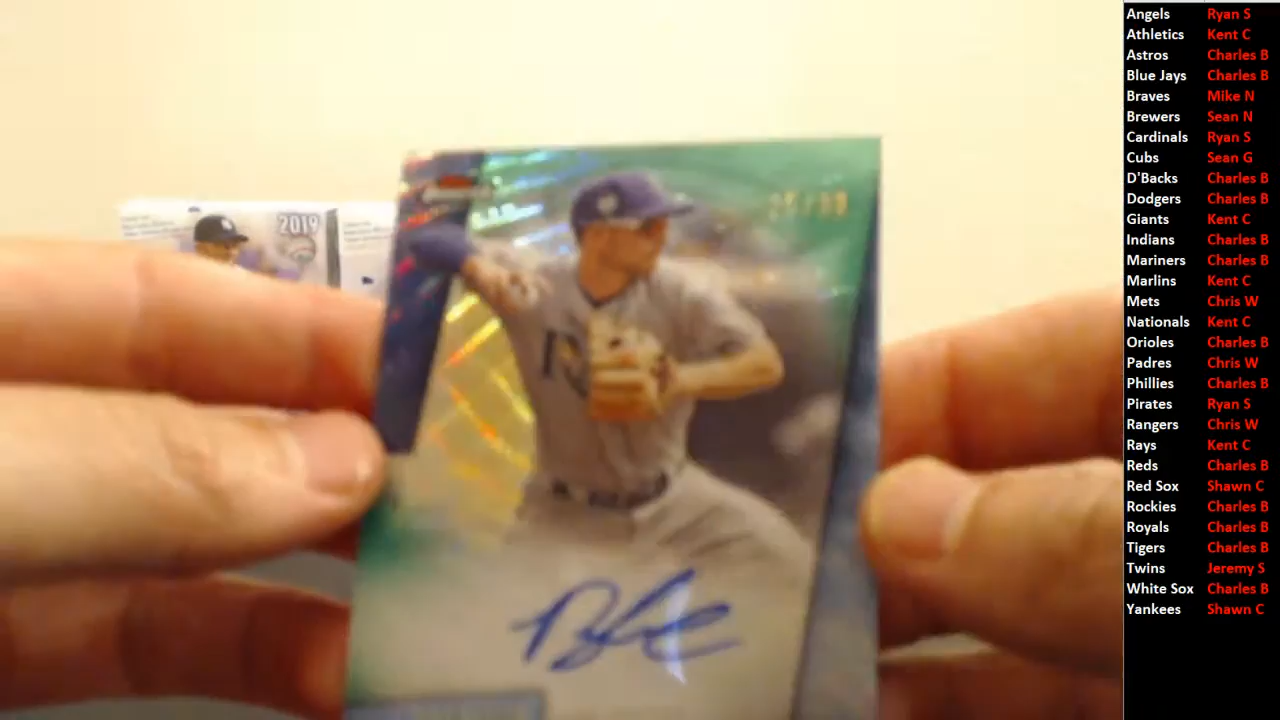 2019
Angels Ryan S
Athletics Kent C
Astros Charles B
Blue Jays Charles B
Braves Mike N
Brewers Sean N
Cardinals Ryan S
Cubs Sean G
D'Backs Charles B
Dodgers Charles B
Giants Kent C
Indians Charles B
Mariners Charles B
Marlins Kent C
Mets Chris W
Nationals Kent C
Orioles Charles B
Padres Chris W
Phillies Charles B
Pirates Ryan S
Rangers Chris W
Rays Kent C
Reds Charles B
Red Sox Shawn C
Rockies Charles B
Royals Charles B
Tigers Charles B
Twins Jeremy S
White Sox Charles B
Yankees Shawn C